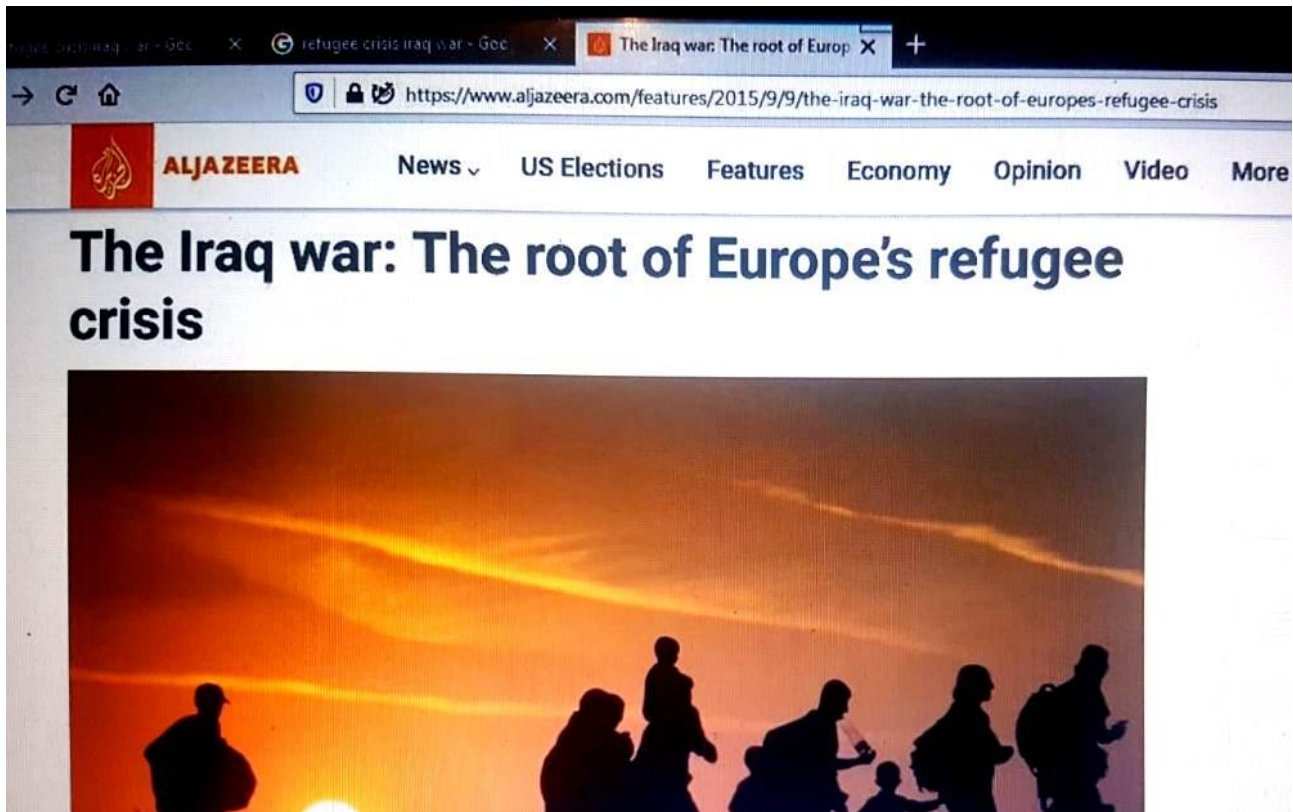 refugee crisis iraq war - Goo
The Iraq war: The root of Europ
https://www.aljazeera.com/features/2015/9/9/the-iraq-war-the-root-of-europes-refugee-crisis
ALJAZEERA News US Elections Features Economy Opinion Video More
The Iraq war: The root of Europe's refugee
crisis